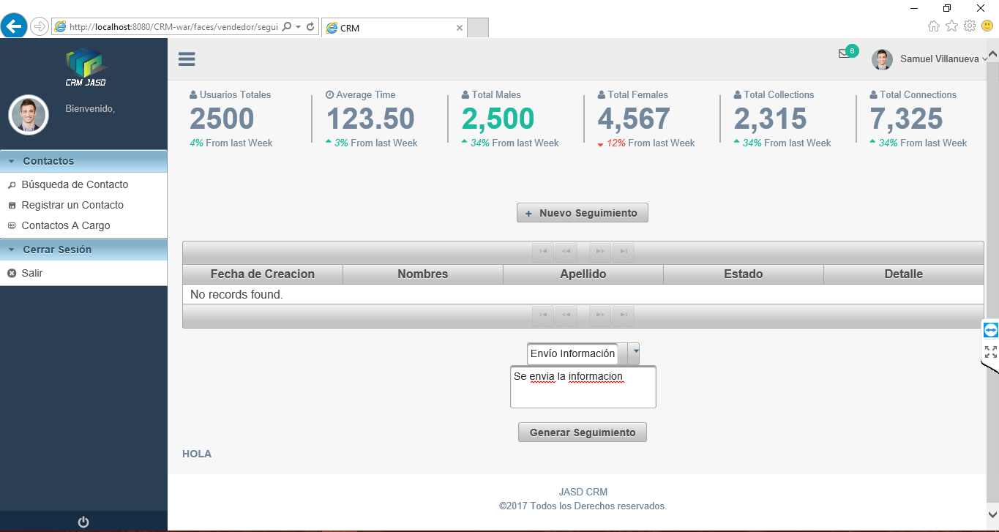 http://localhost:8080/CRM-war/faces/vendedor/segui
CRM
CRM JASD
Bienvenido,
6
Samuel Villanueva
Usuarios Totales
2500
4% From last Week
Average Time
123.50
3% From last Week
Total Males
2,500
34% From last Week
Total Females
4,567
12% From last Week
Total Collections
2,315
34% From last Week
Total Connections
7,325
34% From last Week
Contactos
Búsqueda de Contacto
Registrar un Contacto
Contactos A Cargo
Cerrar Sesión
Salir
+ Nuevo Seguimiento
Fecha de Creacion Nombres Apellido Estado Detalle
No records found.
Envío Información
Se envia la informacion
Generar Seguimiento
HOLA
JASD CRM
©2017 Todos los Derechos reservados.